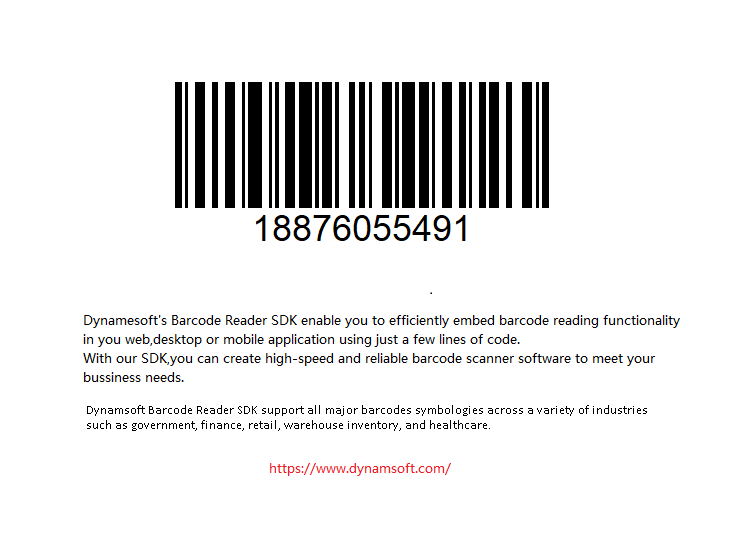 18876055491
.
Dynamesoft's Barcode Reader SDK enable you to efficiently embed barcode reading functionality
in you web,desktop or mobile application using just a few lines of code.
With our SDK,you can create high-speed and reliable barcode scanner software to meet your
bussiness needs.
Dynamsoft Barcode Reader SDK support all major barcodes symbologies across a variety of industries
such as government, finance, retail, warehouse inventory, and healthcare.
https://www.dynamsoft.com/